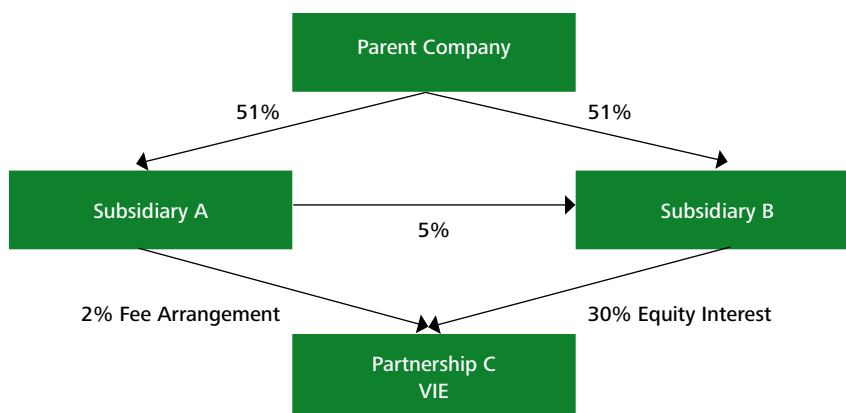 Parent Company
51%
51%
Subsidiary A
5%
Subsidiary B
2% Fee Arrangement
30% Equity Interest
Partnership C
VIE